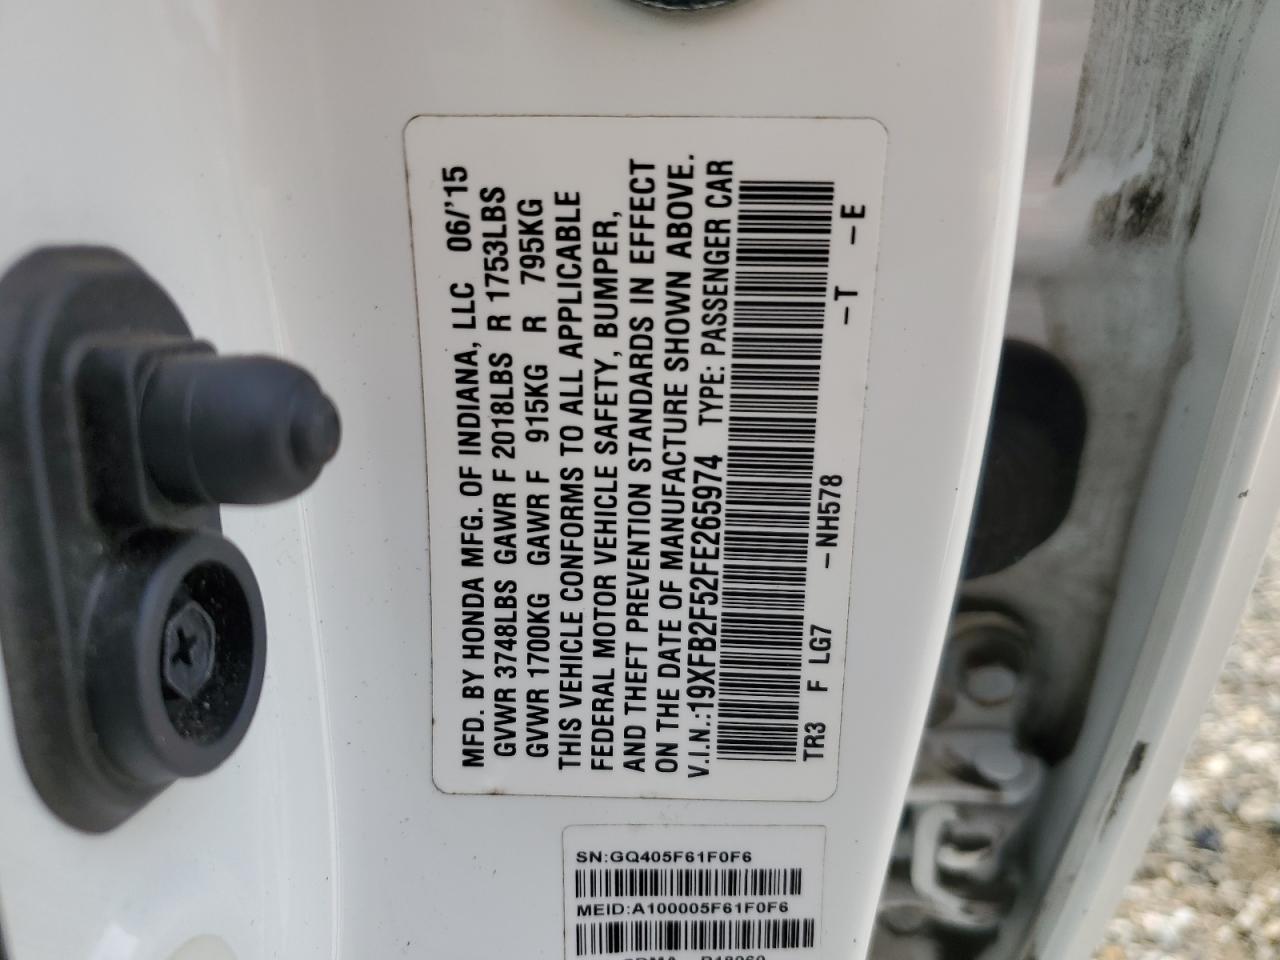 MFD. BY HONDA MFG. OF INDIANA, LLC 06/'15
GVWR 3748LBS GAWR F 2018LBS R 1753LBS
GVWR 1700KG GAWR F 915KG R 795KG
THIS VEHICLE CONFORMS TO ALL APPLICABLE
FEDERAL MOTOR VEHICLE SAFETY, BUMPER,
AND THEFT PREVENTION STANDARDS IN EFFECT
ON THE DATE OF MANUFACTURE SHOWN ABOVE.
V.I.N.:19XFB2F52FE265974 TYPE: PASSENGER CAR
TR3 F LG7 -NH578 -T -E
SN:GQ405F61F0F6
MEID:A100005F61F0F6